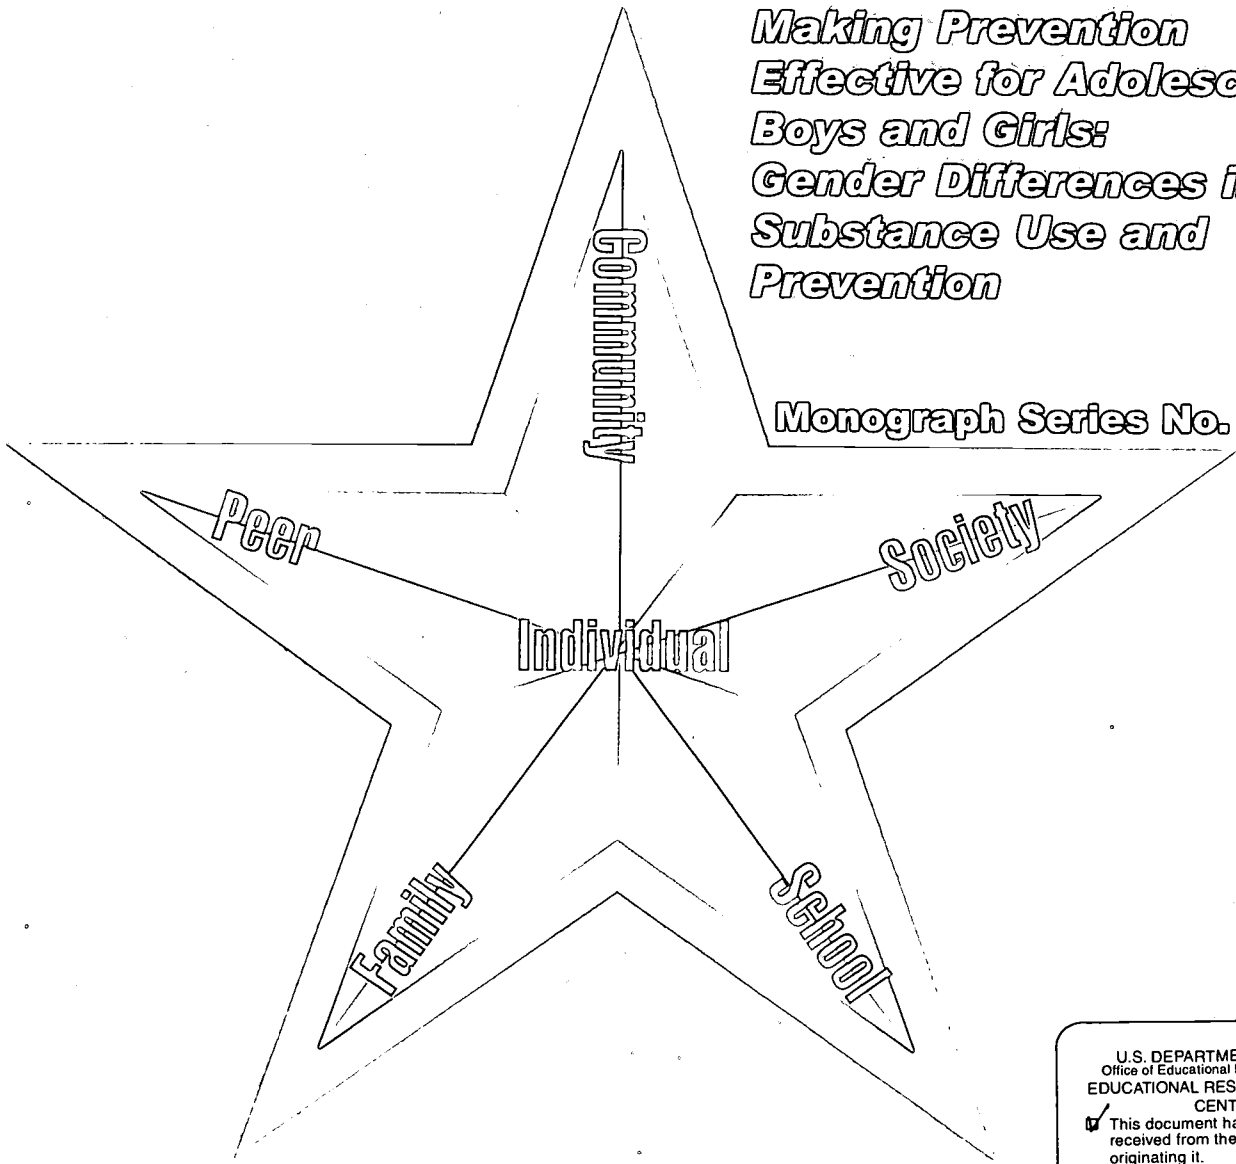 Making Prevention
Effective for Adolesc
Boys and Girls:
Gender Differences i
Substance Use and
Prevention
Monograph Series No.
Community
Peer
Society
Individual
Family
School
U.S. DEPARTME
Office of Educational
EDUCATIONAL RES
CENT
This document ha
received from the
originating it.